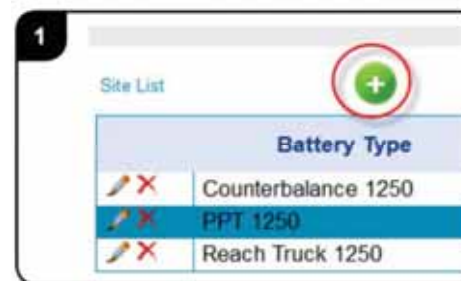 1
Site List
Battery Type
Counterbalance 1250
PPT 1250
Reach Truck 1250